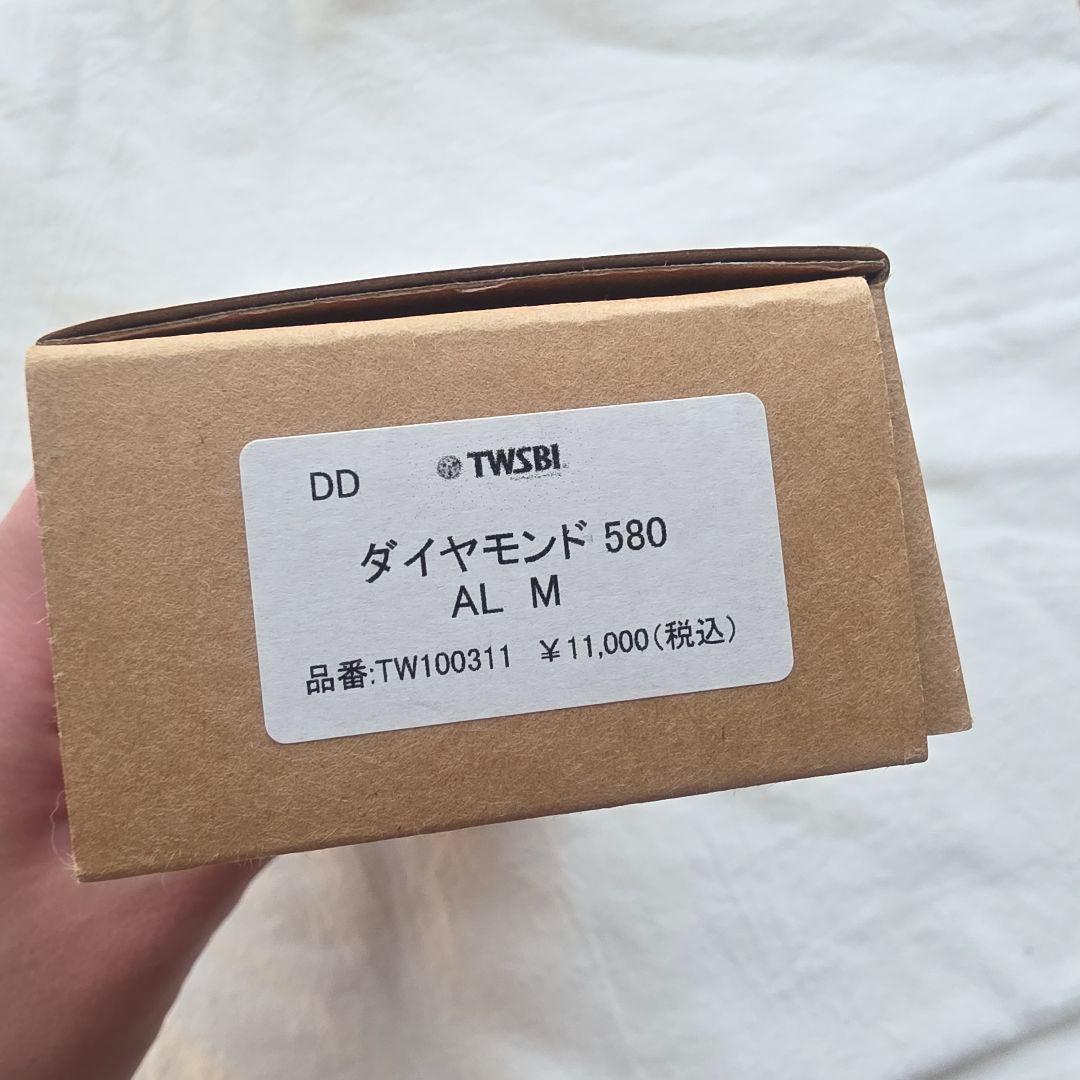 DD TWSBI
ダイヤモンド 580
AL M
品番:TW100311 ￥11,000(税込)